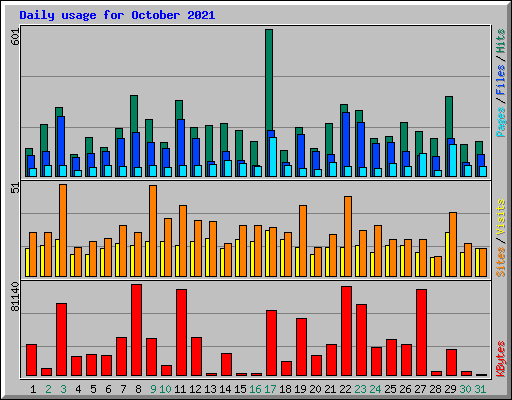 Daily usage for October 2021
601
Pages / Files / Hits
51
Sites / Visits
81140
KBytes
1 2 3 4 5 6 7 8 9 10 11 12 13 14 15 16 17 18 19 20 21 22 23 24 25 26 27 28 29 30 31